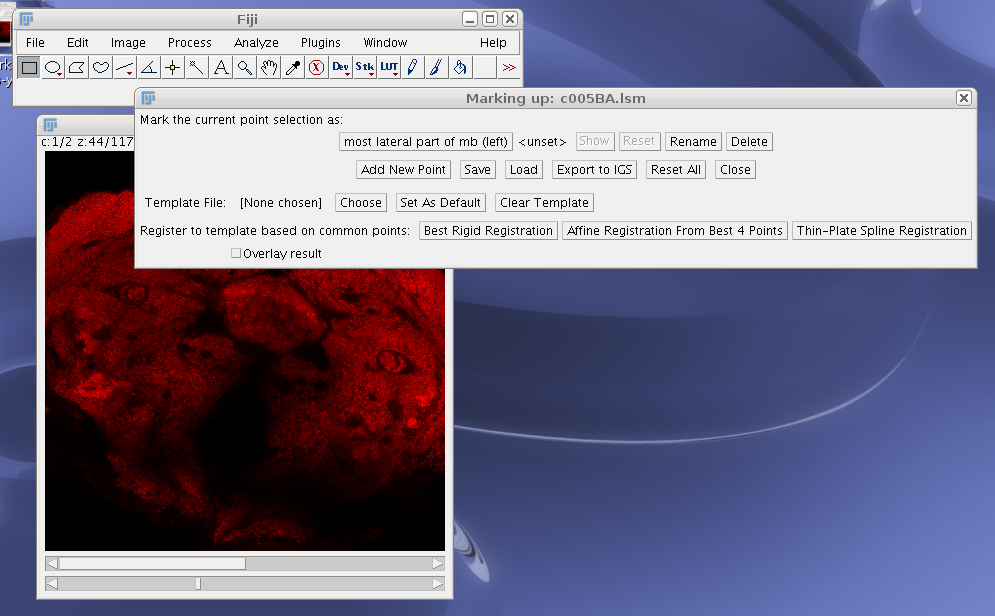 Fiji
File Edit Image Process Analyze Plugins Window Help
Dev Stk LUT >>
Marking up: c005BA.lsm
Mark the current point selection as:
most lateral part of mb (left) <unset> Show Reset Rename Delete
Add New Point Save Load Export to IGS Reset All Close
Template File: [None chosen] Choose Set As Default Clear Template
Register to template based on common points: Best Rigid Registration Affine Registration From Best 4 Points Thin-Plate Spline Registration
Overlay result
c:1/2 z:44/117